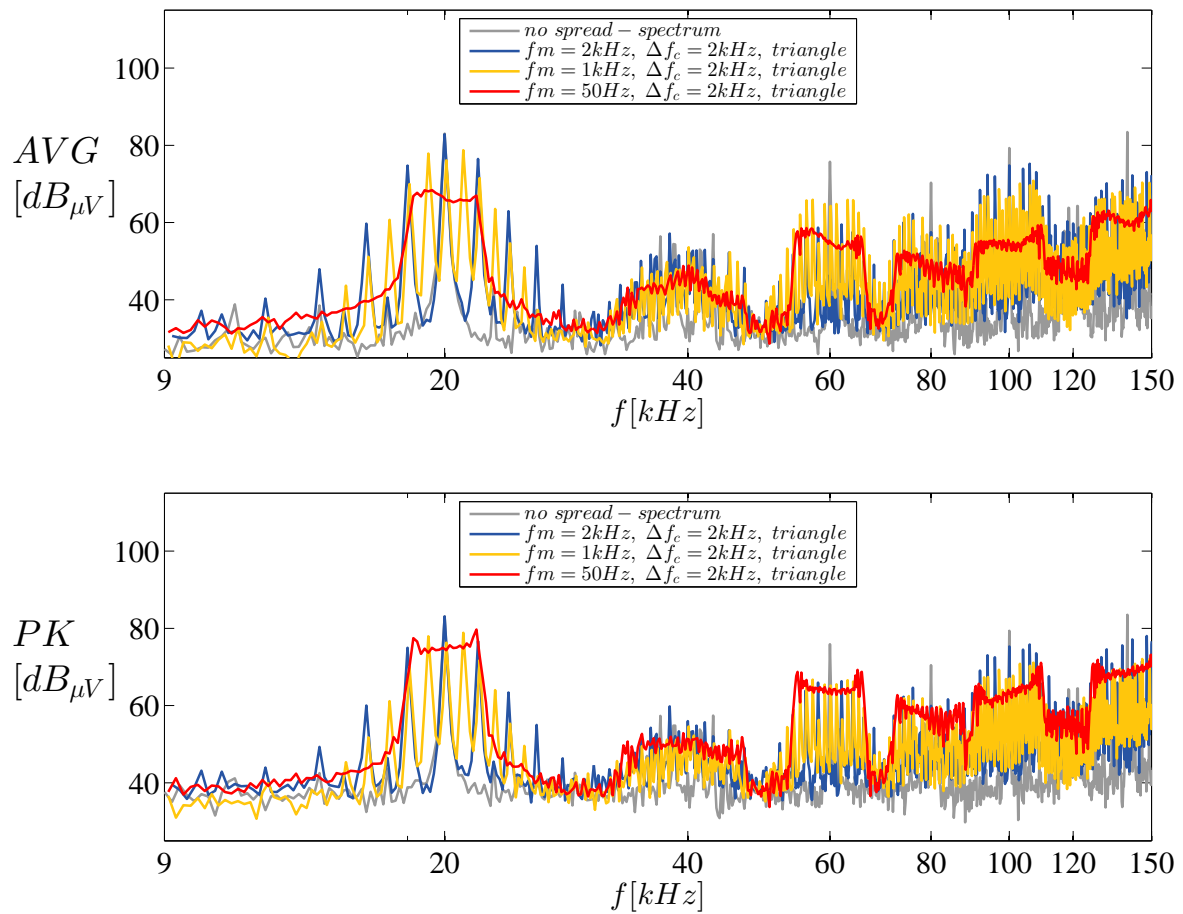 no spread − spectrum
fm = 2kHz, Δf_c = 2kHz, triangle
fm = 1kHz, Δf_c = 2kHz, triangle
fm = 50Hz, Δf_c = 2kHz, triangle
100
80
60
40
AVG
[dB_μV]
9 20 40 60 80 100 120 150
f[kHz]
no spread − spectrum
fm = 2kHz, Δf_c = 2kHz, triangle
fm = 1kHz, Δf_c = 2kHz, triangle
fm = 50Hz, Δf_c = 2kHz, triangle
100
80
60
40
PK
[dB_μV]
9 20 40 60 80 100 120 150
f[kHz]